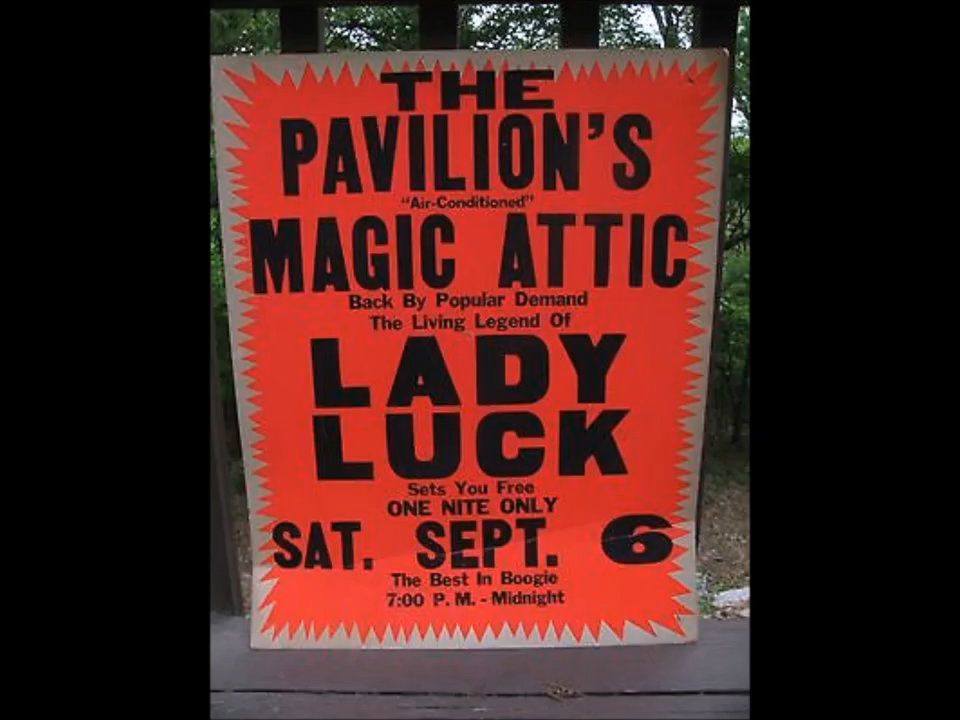 THE
PAVILION'S
"Air-Conditioned"
MAGIC ATTIC
Back By Popular Demand
The Living Legend Of
LADY
LUCK
Sets You Free
ONE NITE ONLY
SAT. SEPT. 6
The Best In Boogie
7:00 P. M. - Midnight